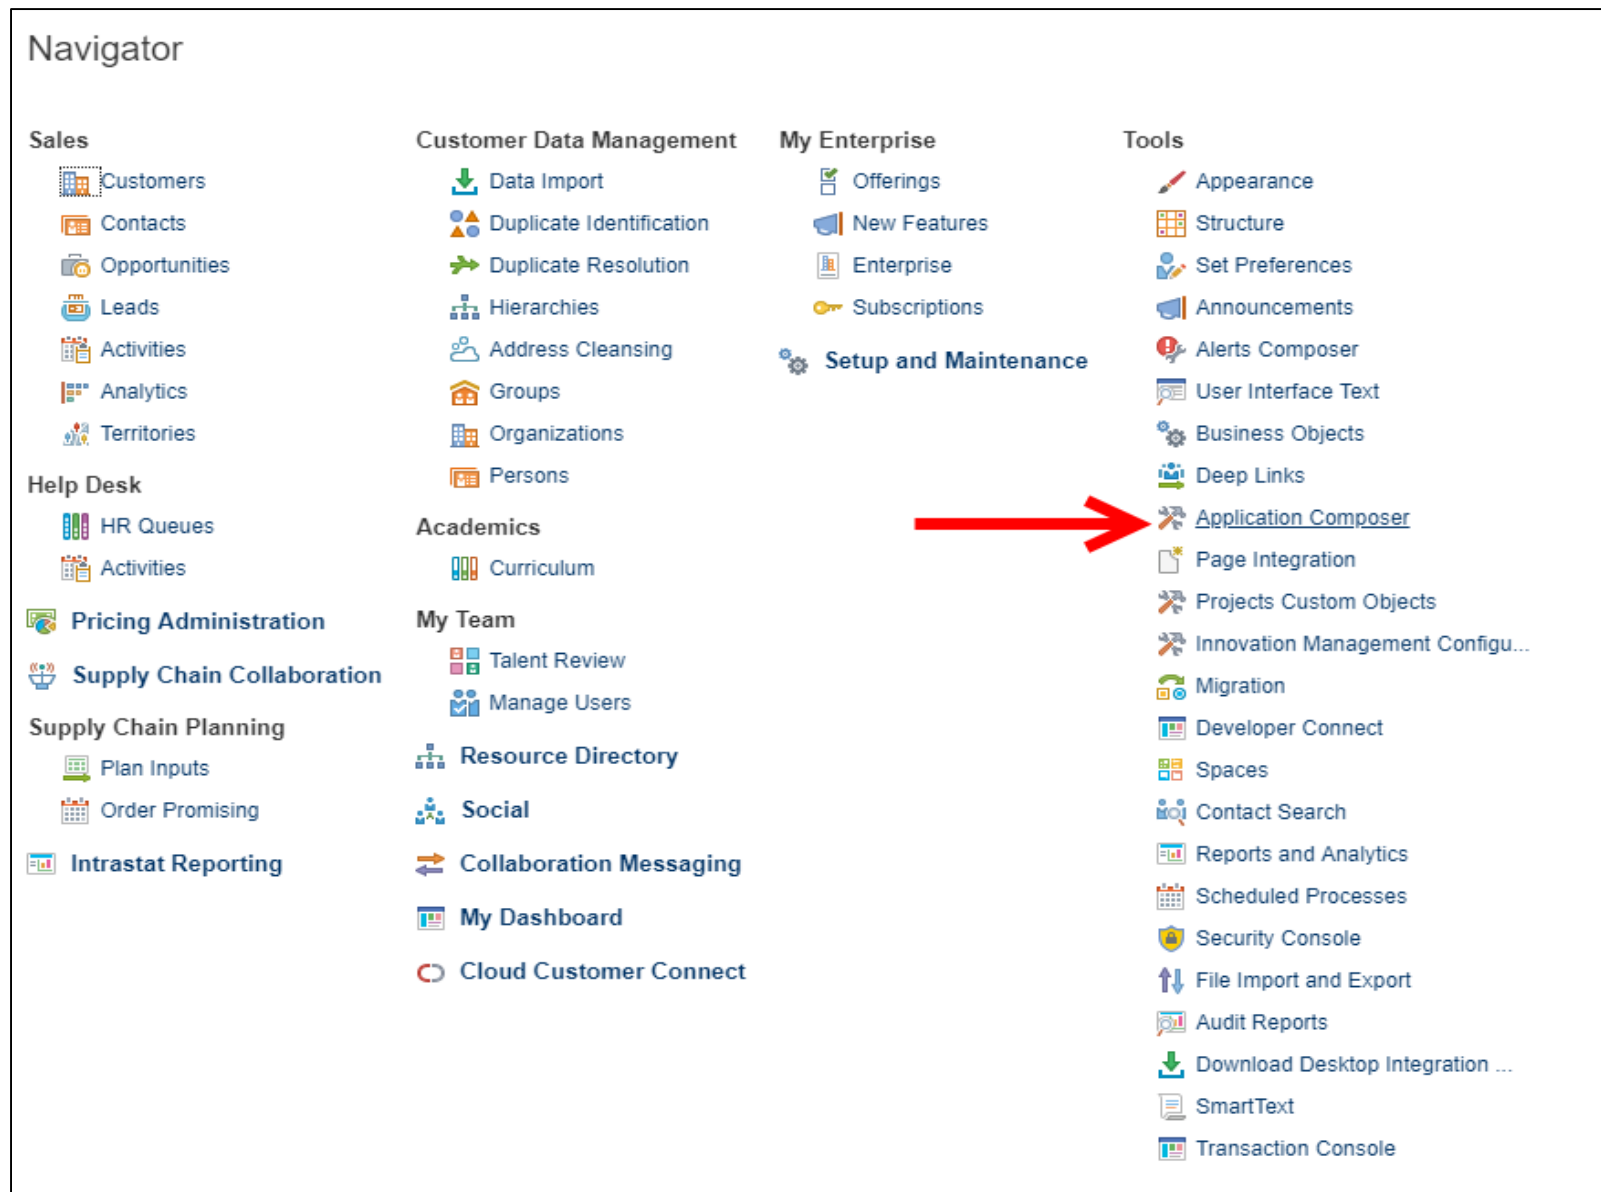 Navigator
Sales
Customers
Contacts
Opportunities
Leads
Activities
Analytics
Territories
Help Desk
HR Queues
Activities
Pricing Administration
Supply Chain Collaboration
Supply Chain Planning
Plan Inputs
Order Promising
Intrastat Reporting
Customer Data Management
Data Import
Duplicate Identification
Duplicate Resolution
Hierarchies
Address Cleansing
Groups
Organizations
Persons
Academics
Curriculum
My Team
Talent Review
Manage Users
Resource Directory
Social
Collaboration Messaging
My Dashboard
Cloud Customer Connect
My Enterprise
Offerings
New Features
Enterprise
Subscriptions
Setup and Maintenance
Tools
Appearance
Structure
Set Preferences
Announcements
Alerts Composer
User Interface Text
Business Objects
Deep Links
Application Composer
Page Integration
Projects Custom Objects
Innovation Management Configu...
Migration
Developer Connect
Spaces
Contact Search
Reports and Analytics
Scheduled Processes
Security Console
File Import and Export
Audit Reports
Download Desktop Integration ...
SmartText
Transaction Console